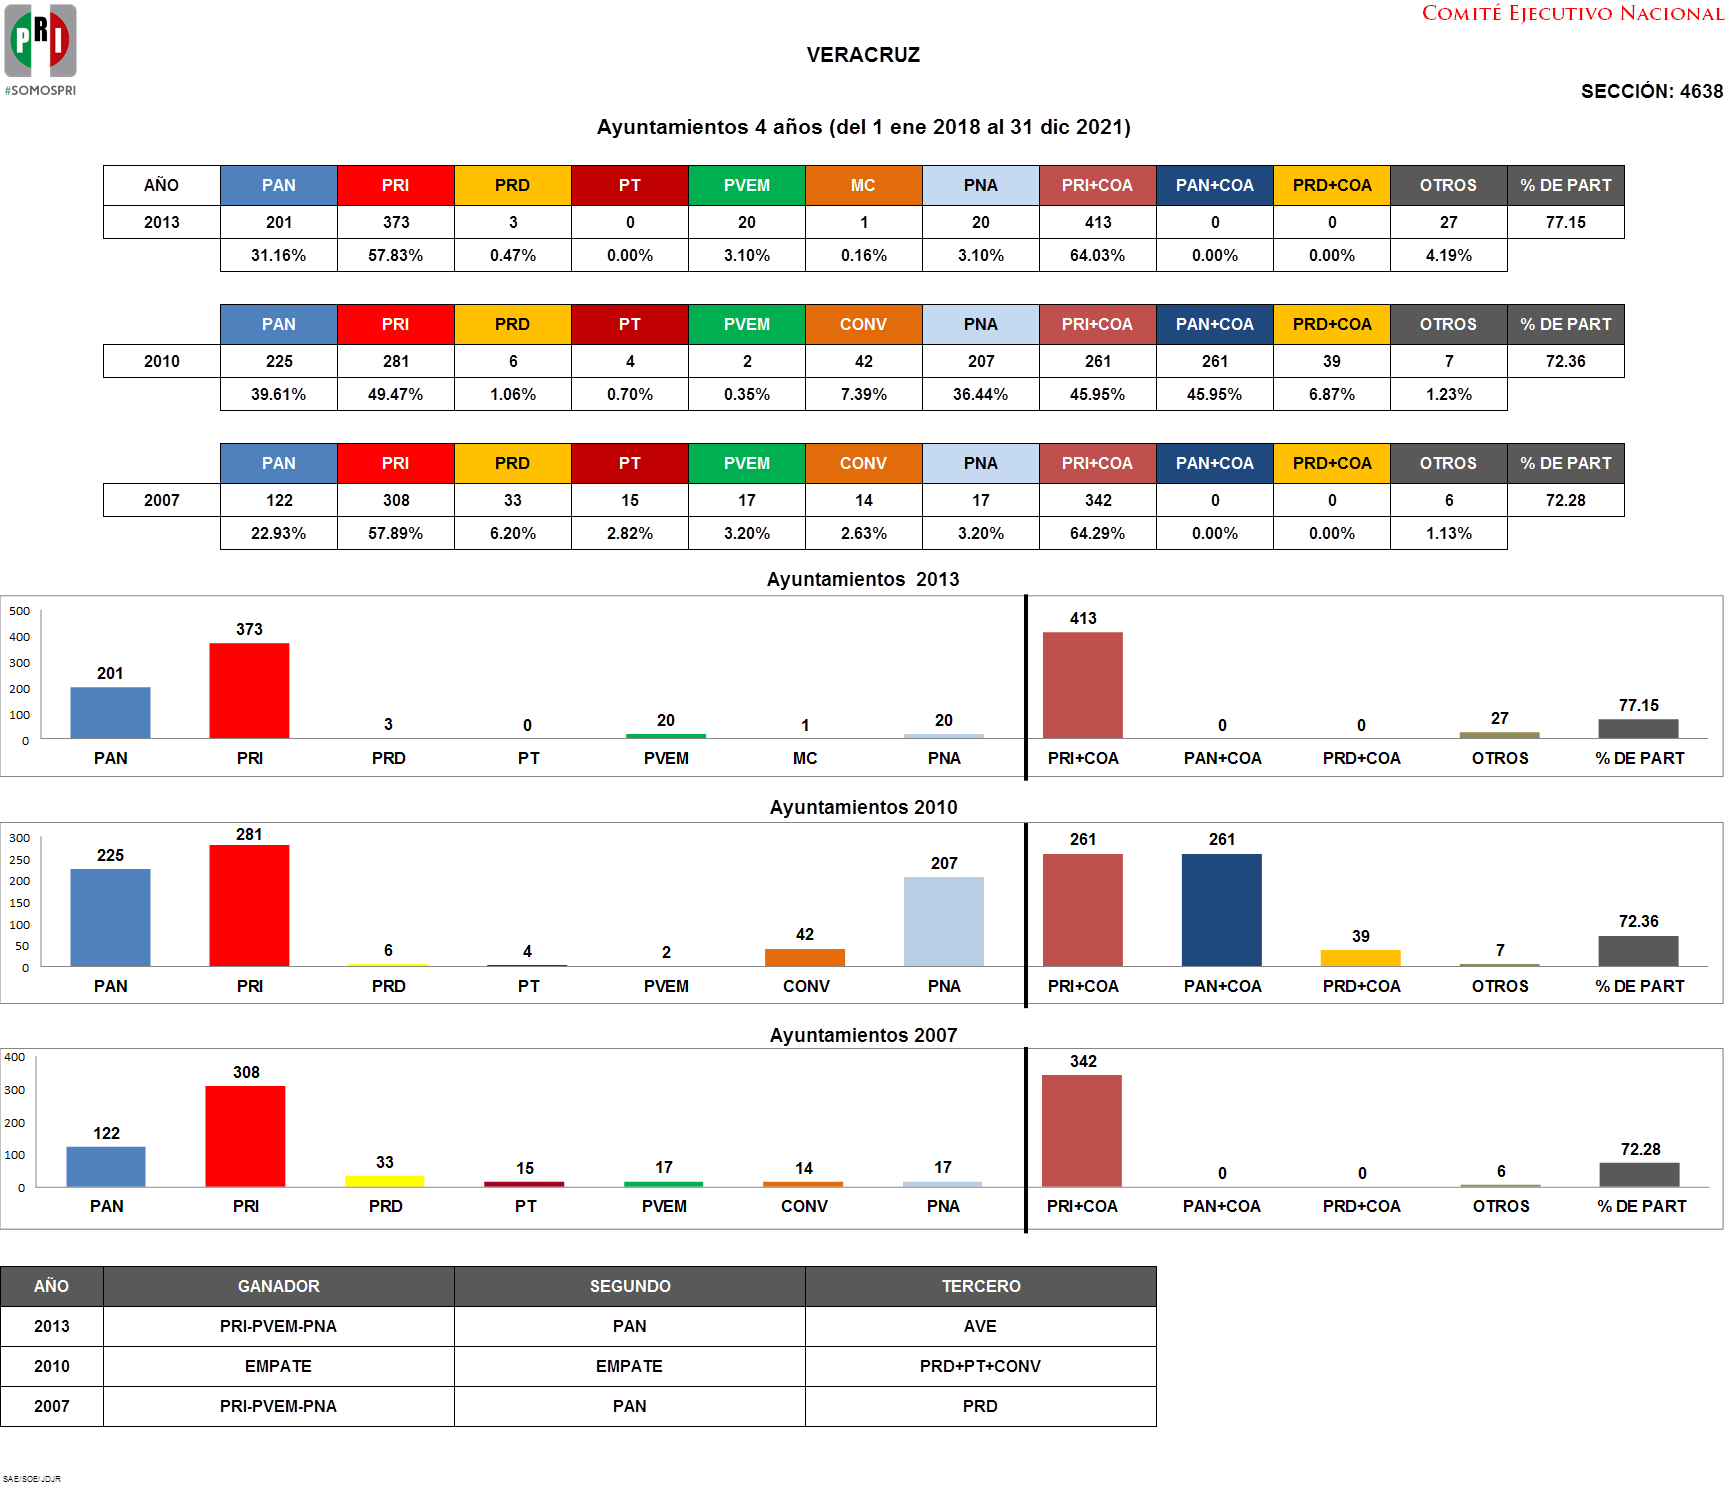 PRI
#SOMOSPRI
COMITÉ EJECUTIVO NACIONAL
VERACRUZ
SECCIÓN: 4638
Ayuntamientos 4 años (del 1 ene 2018 al 31 dic 2021)
AÑO PAN PRI PRD PT PVEM MC PNA PRI+COA PAN+COA PRD+COA OTROS % DE PART
2013 201 373 3 0 20 1 20 413 0 0 27 77.15
31.16% 57.83% 0.47% 0.00% 3.10% 0.16% 3.10% 64.03% 0.00% 0.00% 4.19%
PAN PRI PRD PT PVEM CONV PNA PRI+COA PAN+COA PRD+COA OTROS % DE PART
2010 225 281 6 4 2 42 207 261 261 39 7 72.36
39.61% 49.47% 1.06% 0.70% 0.35% 7.39% 36.44% 45.95% 45.95% 6.87% 1.23%
PAN PRI PRD PT PVEM CONV PNA PRI+COA PAN+COA PRD+COA OTROS % DE PART
2007 122 308 33 15 17 14 17 342 0 0 6 72.28
22.93% 57.89% 6.20% 2.82% 3.20% 2.63% 3.20% 64.29% 0.00% 0.00% 1.13%
Ayuntamientos 2013
500
400
300
200
100
0
201 373 3 0 20 1 20 413 0 0 27 77.15
PAN PRI PRD PT PVEM MC PNA PRI+COA PAN+COA PRD+COA OTROS % DE PART
Ayuntamientos 2010
300
250
200
150
100
50
0
225 281 6 4 2 42 207 261 261 39 7 72.36
PAN PRI PRD PT PVEM CONV PNA PRI+COA PAN+COA PRD+COA OTROS % DE PART
Ayuntamientos 2007
400
300
200
100
0
122 308 33 15 17 14 17 342 0 0 6 72.28
PAN PRI PRD PT PVEM CONV PNA PRI+COA PAN+COA PRD+COA OTROS % DE PART
AÑO GANADOR SEGUNDO TERCERO
2013 PRI-PVEM-PNA PAN AVE
2010 EMPATE EMPATE PRD+PT+CONV
2007 PRI-PVEM-PNA PAN PRD
SAE/SOE/JDJR